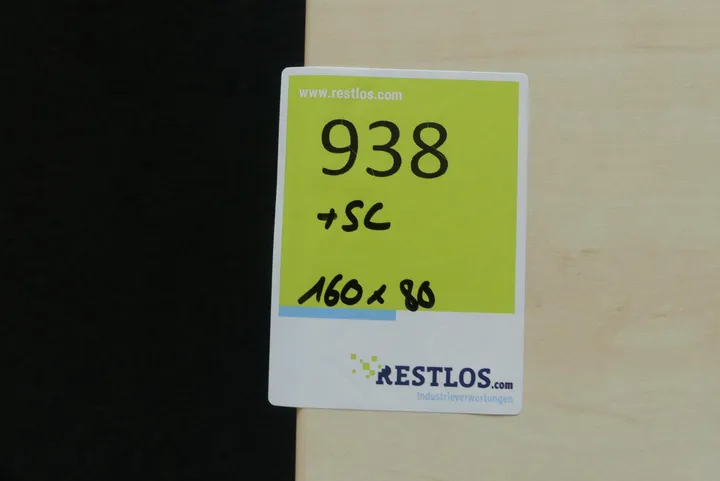 www.restlos.com
938
+SC
160 x 80
RESTLOS.com
Industrieverwertungen